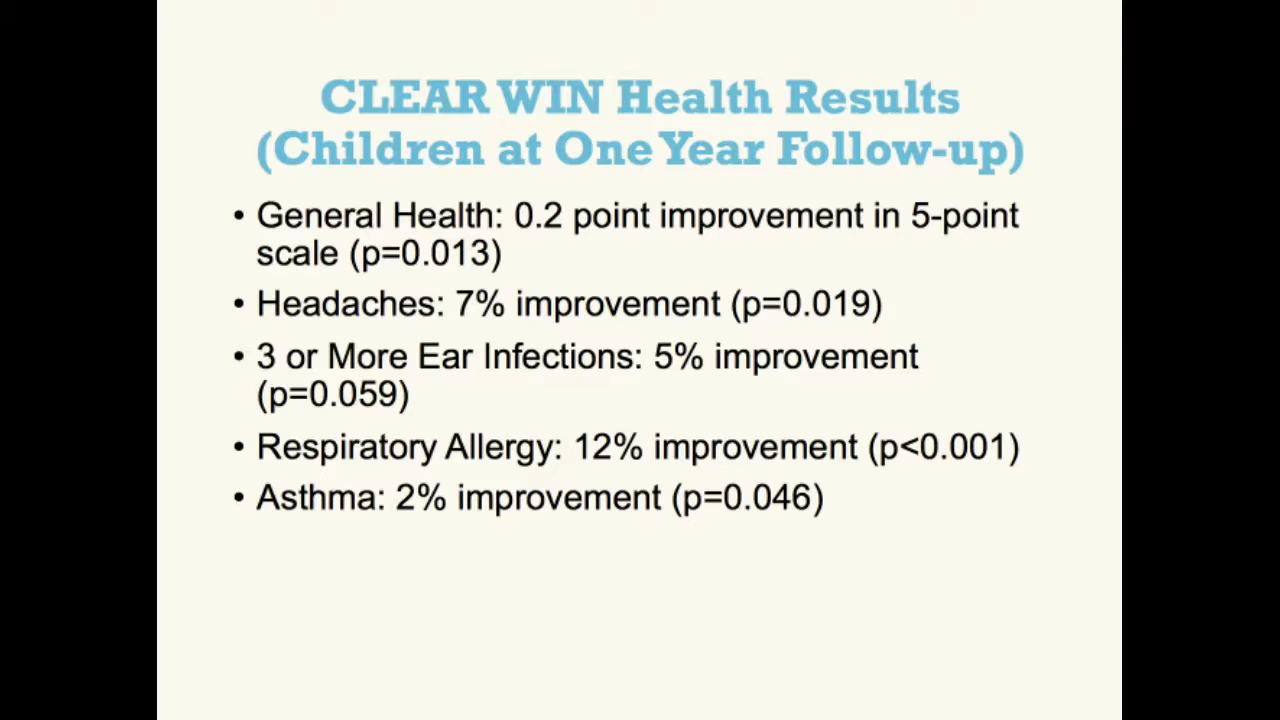 CLEAR WIN Health Results
(Children at One Year Follow-up)
• General Health: 0.2 point improvement in 5-point
scale (p=0.013)
• Headaches: 7% improvement (p=0.019)
• 3 or More Ear Infections: 5% improvement
(p=0.059)
• Respiratory Allergy: 12% improvement (p<0.001)
• Asthma: 2% improvement (p=0.046)